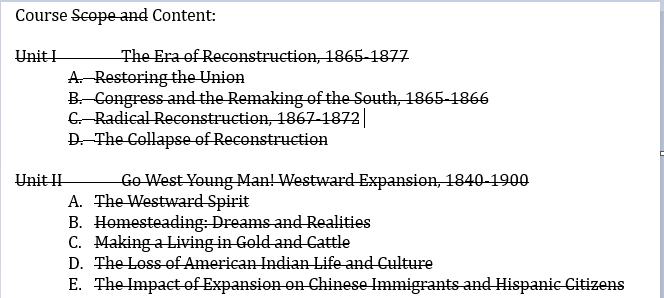 Course Scope and Content:
Unit I The Era of Reconstruction, 1865-1877
A. Restoring the Union
B. Congress and the Remaking of the South, 1865-1866
C. Radical Reconstruction, 1867-1872
D. The Collapse of Reconstruction
Unit II Go West Young Man! Westward Expansion, 1840-1900
A. The Westward Spirit
B. Homesteading: Dreams and Realities
C. Making a Living in Gold and Cattle
D. The Loss of American Indian Life and Culture
E. The Impact of Expansion on Chinese Immigrants and Hispanic Citizens